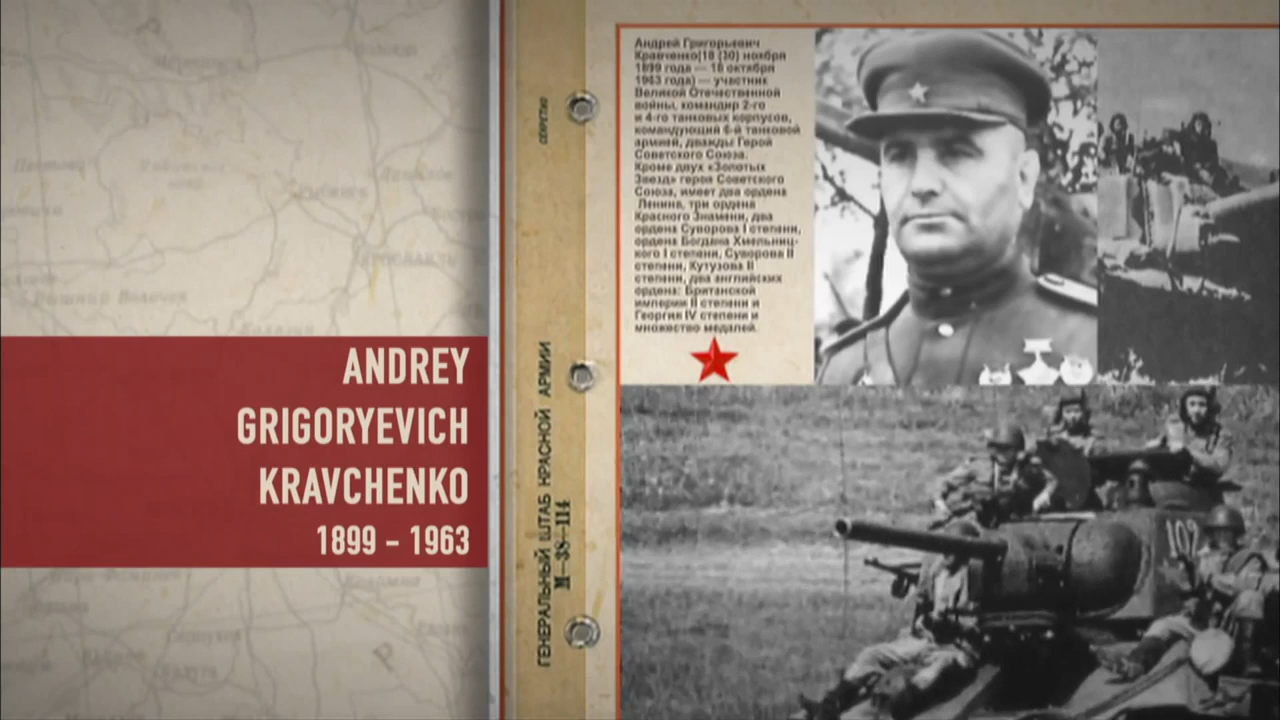 ANDREY
GRIGORYEVICH
KRAVCHENKO
1899 - 1963
СЕКРЕТНО
ГЕНЕРАЛЬНЫЙ ШТАБ КРАСНОЙ АРМИИ
М-38-114
Андрей Григорьевич
Кравченко(18 (30) ноября
1899 года — 18 октября
1963 года) — участник
Великой Отечественной
войны, командир 2-го
и 4-го танковых корпусов,
командующий 6-й танковой
армией, дважды Герой
Советского Союза.
Кроме двух «Золотых
Звезд» героя Советского
Союза, имеет два ордена
Ленина, три ордена
Красного Знамени, два
ордена Суворова I степени,
ордена Богдана Хмельниц-
кого I степени, Суворова II
степени, Кутузова II
степени, два английских
ордена: Британской
империи II степени и
Георгия IV степени и
множество медалей.
102
Вышний Волочек